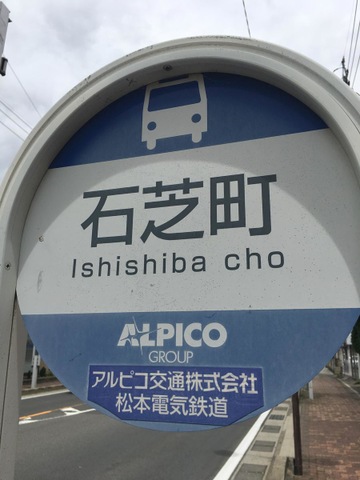 石芝町
Ishishiba cho
ALPICO
GROUP
アルピコ交通株式会社
松本電気鉄道